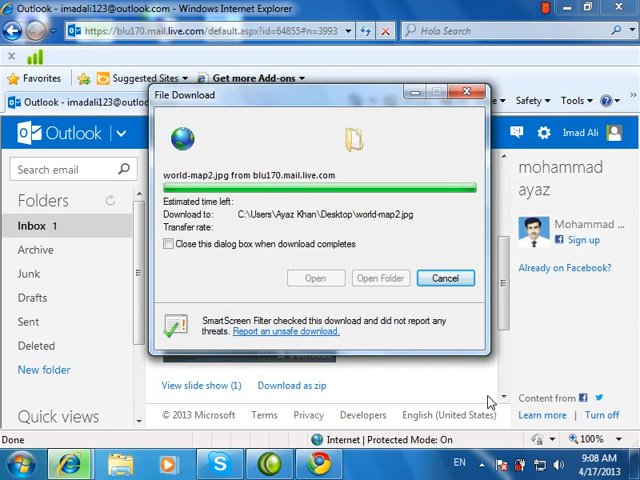 Outlook - imadali123@outlook.com - Windows Internet Explorer
https://blu170.mail.live.com/default.aspx?id=64855#n=3993
Hola Search
Favorites
Suggested Sites
Get more Add-ons
Outlook - imadali123@outlo
Safety
Tools
Outlook
Imad Ali
File Download
world-map2.jpg from blu170.mail.live.com
Estimated time left:
Download to: C:\Users\Ayaz Khan\Desktop\world-map2.jpg
Transfer rate:
Close this dialog box when download completes
Open
Open Folder
Cancel
SmartScreen Filter checked this download and did not report any
threats. Report an unsafe download.
Search email
Folders
Inbox 1
Archive
Junk
Drafts
Sent
Deleted
New folder
Quick views
Download
View slide show (1)
Download as zip
© 2013 Microsoft Terms Privacy Developers English (United States)
mohammad
ayaz
Mohammad ...
Sign up
Already on Facebook?
Content from
Learn more
Turn off
Done
Internet | Protected Mode: On
100%
EN
9:08 AM
4/17/2013